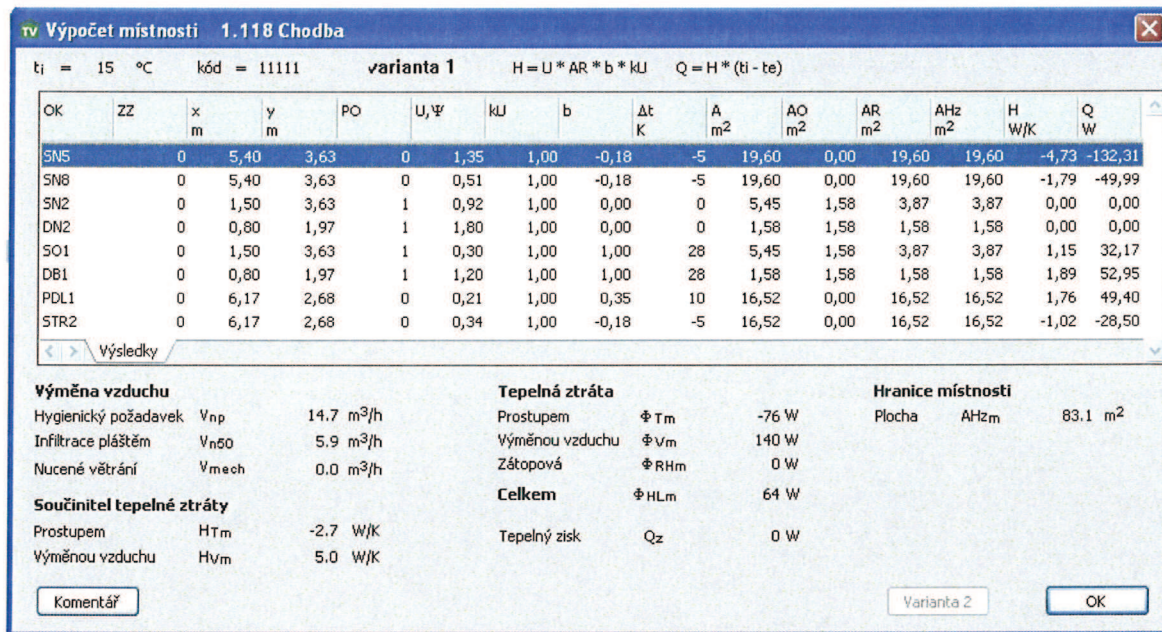 TV Výpočet místnosti 1.118 Chodba
ti = 15 °C kód = 11111 varianta 1 H = U * AR * b * kU Q = H * (ti - te)
OK ZZ x y PO U,Ψ kU b Δt A AO AR AHz H Q
m m K m2 m2 m2 m2 W/K W
SN5 0 5,40 3,63 0 1,35 1,00 -0,18 -5 19,60 0,00 19,60 19,60 -4,73 -132,31
SN8 0 5,40 3,63 0 0,51 1,00 -0,18 -5 19,60 0,00 19,60 19,60 -1,79 -49,99
SN2 0 1,50 3,63 1 0,92 1,00 0,00 0 5,45 1,58 3,87 3,87 0,00 0,00
DN2 0 0,80 1,97 1 1,80 1,00 0,00 0 1,58 1,58 1,58 1,58 0,00 0,00
SO1 0 1,50 3,63 1 0,30 1,00 1,00 28 5,45 1,58 3,87 3,87 1,15 32,17
DB1 0 0,80 1,97 1 1,20 1,00 1,00 28 1,58 1,58 1,58 1,58 1,89 52,95
PDL1 0 6,17 2,68 0 0,21 1,00 0,35 10 16,52 0,00 16,52 16,52 1,76 49,40
STR2 0 6,17 2,68 0 0,34 1,00 -0,18 -5 16,52 0,00 16,52 16,52 -1,02 -28,50
Výsledky
Výměna vzduchu
Hygienický požadavek Vnp 14.7 m3/h
Infiltrace pláštěm Vn50 5.9 m3/h
Nucené větrání Vmech 0.0 m3/h
Součinitel tepelné ztráty
Prostupem HTm -2.7 W/K
Výměnou vzduchu HVm 5.0 W/K
Tepelná ztráta
Prostupem ΦTm -76 W
Výměnou vzduchu ΦVm 140 W
Zátopová ΦRHm 0 W
Celkem ΦHLm 64 W
Tepelný zisk Qz 0 W
Hranice místnosti
Plocha AHzm 83.1 m2
Komentář Varianta 2 OK